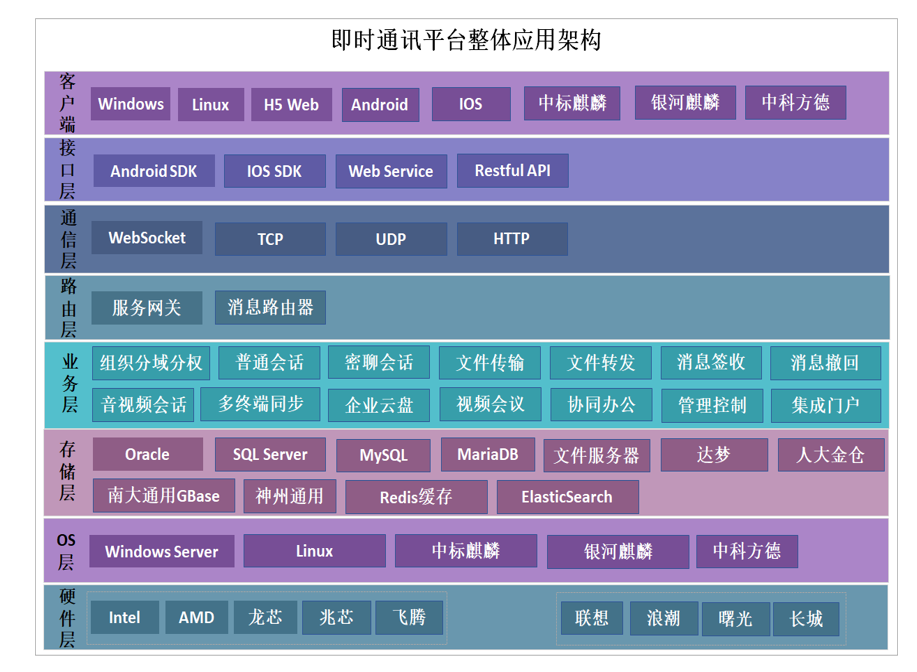 即时通讯平台整体应用架构
客户端
Windows Linux H5 Web Android IOS 中标麒麟 银河麒麟 中科方德
接口层
Android SDK IOS SDK Web Service Restful API
通信层
WebSocket TCP UDP HTTP
路由层
服务网关 消息路由器
业务层
组织分域分权 普通会话 密聊会话 文件传输 文件转发 消息签收 消息撤回
音视频会话 多终端同步 企业云盘 视频会议 协同办公 管理控制 集成门户
存储层
Oracle SQL Server MySQL MariaDB 文件服务器 达梦 人大金仓
南大通用GBase 神州通用 Redis缓存 ElasticSearch
OS层
Windows Server Linux 中标麒麟 银河麒麟 中科方德
硬件层
Intel AMD 龙芯 兆芯 飞腾 联想 浪潮 曙光 长城